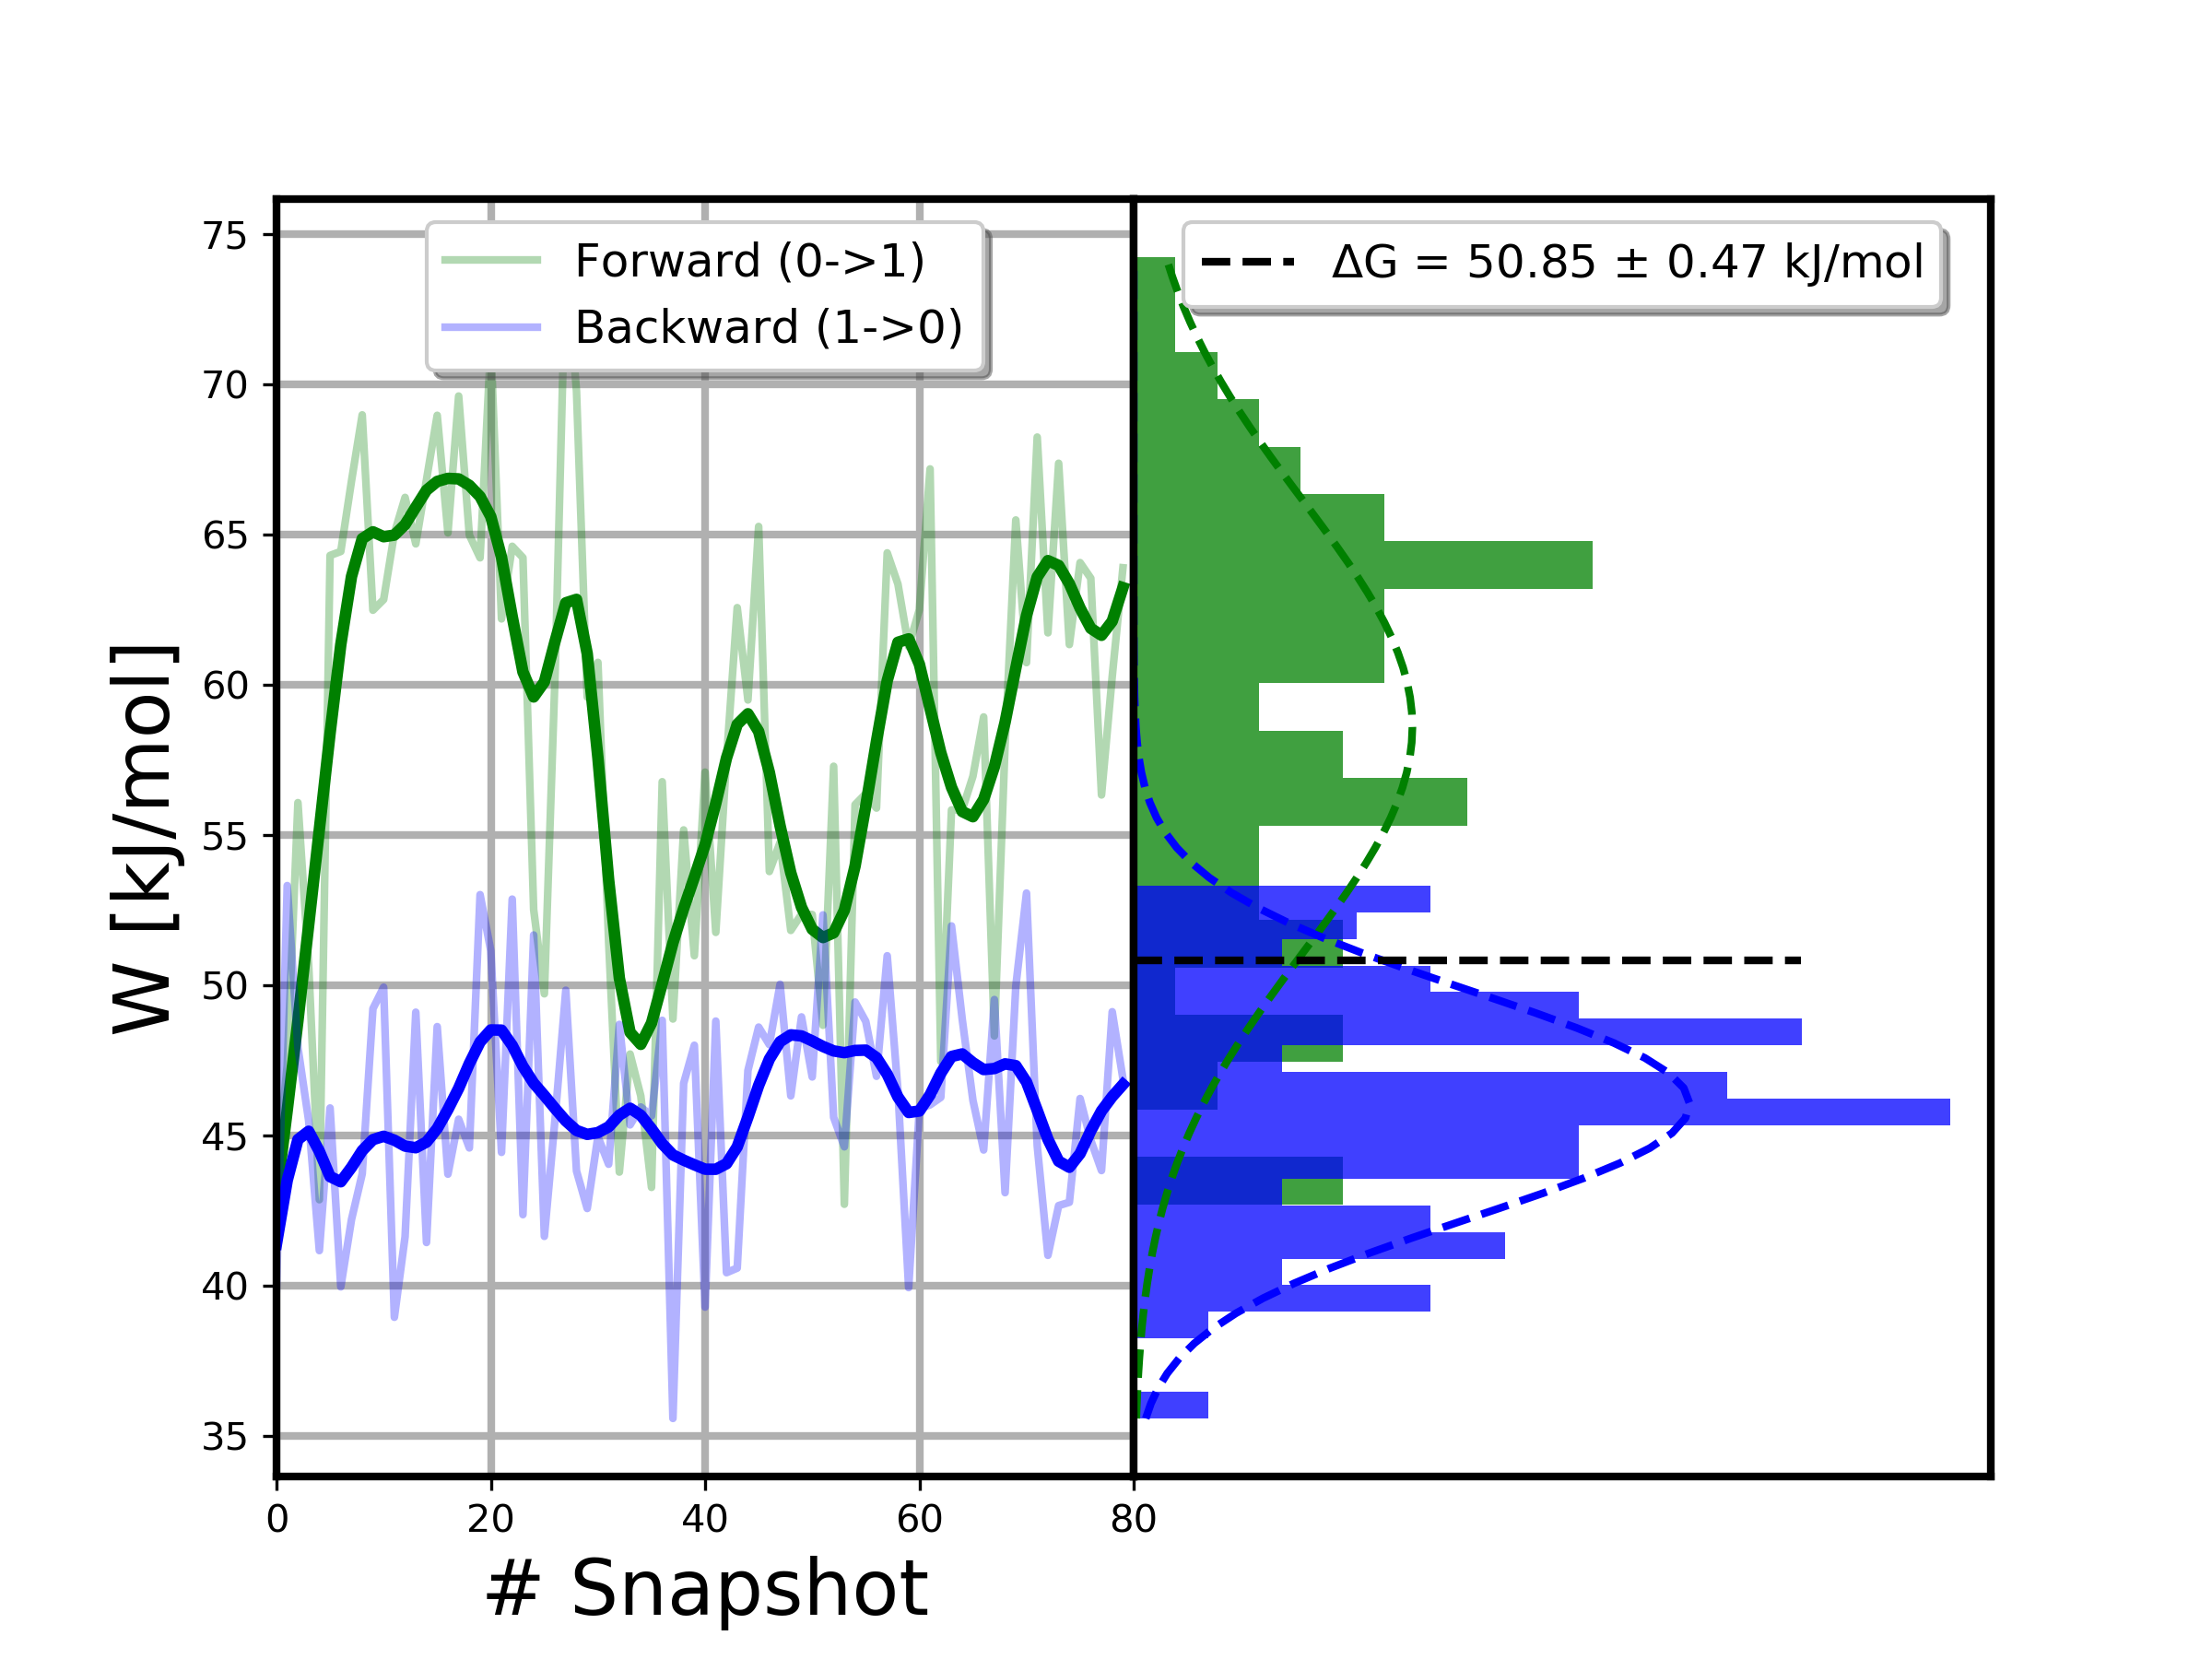 Forward (0->1)
Backward (1->0)
ΔG = 50.85 ± 0.47 kJ/mol
W [kJ/mol]
75
70
65
60
55
50
45
40
35
0 20 40 60 80
# Snapshot